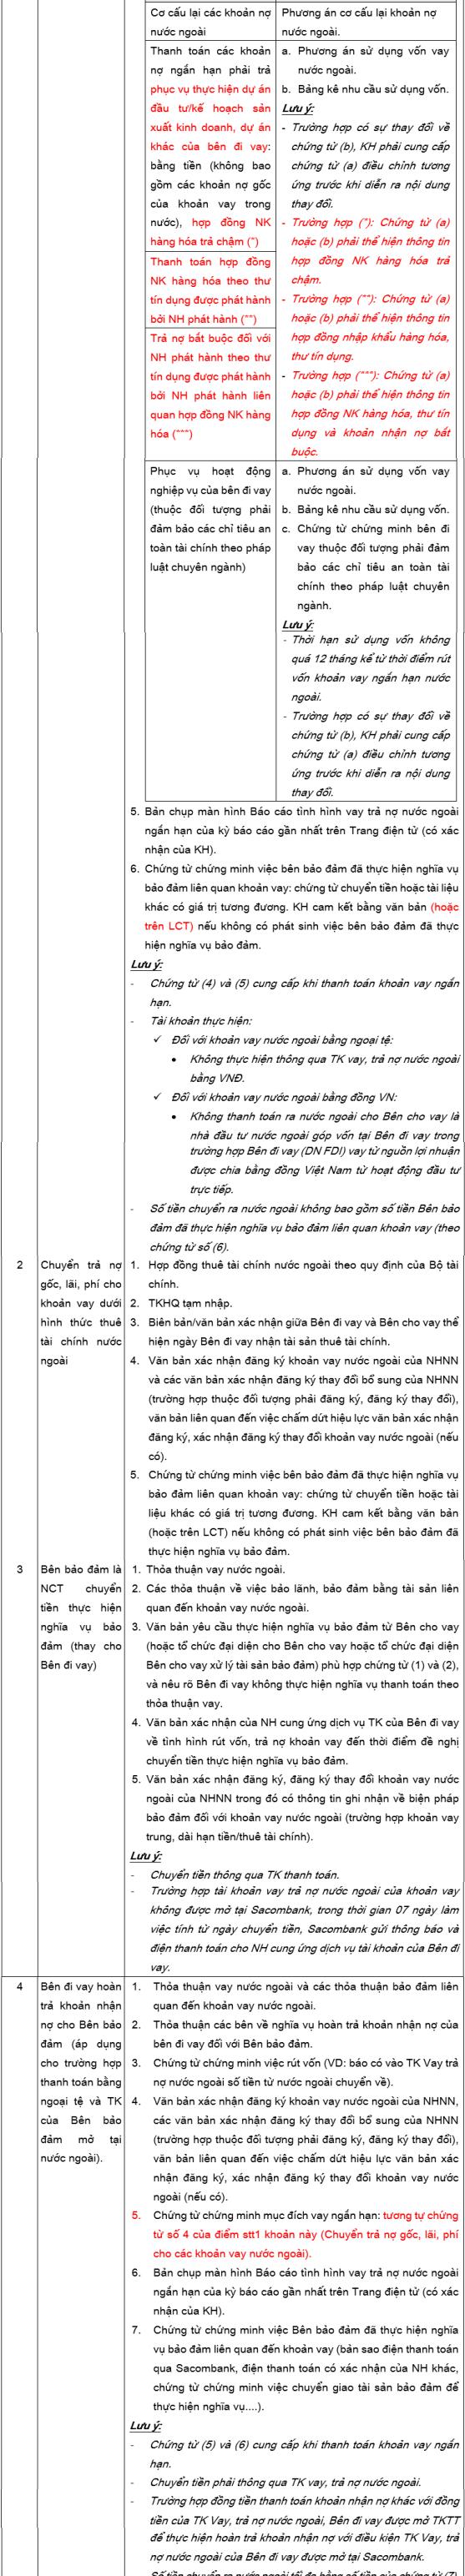 Cơ cấu lại các khoản nợ
nước ngoài
Phương án cơ cấu lại khoản nợ
nước ngoài.
Thanh toán các khoản
nợ ngắn hạn phải trả
phục vụ thực hiện dự án
đầu tư/kế hoạch sản
xuất kinh doanh, dự án
khác của bên đi vay:
bằng tiền (không bao
gồm các khoản nợ gốc
của khoản vay trong
nước), hợp đồng NK
hàng hóa trả chậm (*)
Thanh toán hợp đồng
NK hàng hóa theo thư
tín dụng được phát hành
bởi NH phát hành (**)
Trả nợ bắt buộc đối với
NH phát hành theo thư
tín dụng được phát hành
bởi NH phát hành liên
quan hợp đồng NK hàng
hóa (***)
a. Phương án sử dụng vốn vay
nước ngoài.
b. Bảng kê nhu cầu sử dụng vốn.
Lưu ý:
- Trường hợp có sự thay đổi về
chứng từ (b), KH phải cung cấp
chứng từ (a) điều chỉnh tương
ứng trước khi diễn ra nội dung
thay đổi.
- Trường hợp (*): Chứng từ (a)
hoặc (b) phải thể hiện thông tin
hợp đồng NK hàng hóa trả
chậm.
- Trường hợp (**): Chứng từ (a)
hoặc (b) phải thể hiện thông tin
hợp đồng nhập khẩu hàng hóa,
thư tín dụng.
- Trường hợp (***): Chứng từ (a)
hoặc (b) phải thể hiện thông tin
hợp đồng NK hàng hóa, thư tín
dụng và khoản nhận nợ bắt
buộc.
Phục vụ hoạt động
nghiệp vụ của bên đi vay
(thuộc đối tượng phải
đảm bảo các chỉ tiêu an
toàn tài chính theo pháp
luật chuyên ngành)
a. Phương án sử dụng vốn vay
nước ngoài.
b. Bảng kê nhu cầu sử dụng vốn.
c. Chứng từ chứng minh bên đi
vay thuộc đối tượng phải đảm
bảo các chỉ tiêu an toàn tài
chính theo pháp luật chuyên
ngành.
Lưu ý:
- Thời hạn sử dụng vốn không
quá 12 tháng kể từ thời điểm rút
vốn khoản vay ngắn hạn nước
ngoài.
- Trường hợp có sự thay đổi về
chứng từ (b), KH phải cung cấp
chứng từ (a) điều chỉnh tương
ứng trước khi diễn ra nội dung
thay đổi.
5. Bản chụp màn hình Báo cáo tình hình vay trả nợ nước ngoài
ngắn hạn của kỳ báo cáo gần nhất trên Trang điện tử (có xác
nhận của KH).
6. Chứng từ chứng minh việc bên bảo đảm đã thực hiện nghĩa vụ
bảo đảm liên quan khoản vay: chứng từ chuyển tiền hoặc tài liệu
khác có giá trị tương đương. KH cam kết bằng văn bản (hoặc
trên LCT) nếu không có phát sinh việc bên bảo đảm đã thực
hiện nghĩa vụ bảo đảm.
Lưu ý:
- Chứng từ (4) và (5) cung cấp khi thanh toán khoản vay ngắn
hạn.
- Tài khoản thực hiện:
✓ Đối với khoản vay nước ngoài bằng ngoại tệ:
• Không thực hiện thông qua TK vay, trả nợ nước ngoài
bằng VNĐ.
✓ Đối với khoản vay nước ngoài bằng đồng VN:
• Không thanh toán ra nước ngoài cho Bên cho vay là
nhà đầu tư nước ngoài góp vốn tại Bên đi vay trong
trường hợp Bên đi vay (DN FDI) vay từ nguồn lợi nhuận
được chia bằng đồng Việt Nam từ hoạt động đầu tư
trực tiếp.
- Số tiền chuyển ra nước ngoài không bao gồm số tiền Bên bảo
đảm đã thực hiện nghĩa vụ bảo đảm liên quan khoản vay (theo
chứng từ số (6).
2
Chuyển trả nợ
gốc, lãi, phí cho
khoản vay dưới
hình thức thuê
tài chính nước
ngoài
1. Hợp đồng thuê tài chính nước ngoài theo quy định của Bộ tài
chính.
2. TKHQ tạm nhập.
3. Biên bản/văn bản xác nhận giữa Bên đi vay và Bên cho vay thể
hiện ngày Bên đi vay nhận tài sản thuê tài chính.
4. Văn bản xác nhận đăng ký khoản vay nước ngoài của NHNN
và các văn bản xác nhận đăng ký thay đổi bổ sung của NHNN
(trường hợp thuộc đối tượng phải đăng ký, đăng ký thay đổi),
văn bản liên quan đến việc chấm dứt hiệu lực văn bản xác nhận
đăng ký, xác nhận đăng ký thay đổi khoản vay nước ngoài (nếu
có).
5. Chứng từ chứng minh việc bên bảo đảm đã thực hiện nghĩa vụ
bảo đảm liên quan khoản vay: chứng từ chuyển tiền hoặc tài
liệu khác có giá trị tương đương. KH cam kết bằng văn bản
(hoặc trên LCT) nếu không có phát sinh việc bên bảo đảm đã
thực hiện nghĩa vụ bảo đảm.
3
Bên bảo đảm là
NCT chuyển
tiền thực hiện
nghĩa vụ bảo
đảm (thay cho
Bên đi vay)
1. Thỏa thuận vay nước ngoài.
2. Các thỏa thuận về việc bảo lãnh, bảo đảm bằng tài sản liên
quan đến khoản vay nước ngoài.
3. Văn bản yêu cầu thực hiện nghĩa vụ bảo đảm từ Bên cho vay
(hoặc tổ chức đại diện cho Bên cho vay hoặc tổ chức đại diện
Bên cho vay xử lý tài sản bảo đảm) phù hợp chứng từ (1) và (2),
và nêu rõ Bên đi vay không thực hiện nghĩa vụ thanh toán theo
thỏa thuận vay.
4. Văn bản xác nhận của NH cung ứng dịch vụ TK của Bên đi vay
về tình hình rút vốn, trả nợ khoản vay đến thời điểm đề nghị
chuyển tiền thực hiện nghĩa vụ bảo đảm.
5. Văn bản xác nhận đăng ký, đăng ký thay đổi khoản vay nước
ngoài của NHNN trong đó có thông tin ghi nhận về biện pháp
bảo đảm đối với khoản vay nước ngoài (trường hợp khoản vay
trung, dài hạn tiền/thuê tài chính).
Lưu ý:
- Chuyển tiền thông qua TK thanh toán.
- Trường hợp tài khoản vay trả nợ nước ngoài của khoản vay
không được mở tại Sacombank, trong thời gian 07 ngày làm
việc tính từ ngày chuyển tiền, Sacombank gửi thông báo và
điện thanh toán cho NH cung ứng dịch vụ tài khoản của Bên đi
vay.
4
Bên đi vay hoàn
trả khoản nhận
nợ cho Bên bảo
đảm (áp dụng
cho trường hợp
thanh toán bằng
ngoại tệ và TK
của Bên bảo
đảm mở tại
nước ngoài).
1. Thỏa thuận vay nước ngoài và các thỏa thuận bảo đảm liên
quan đến khoản vay nước ngoài.
2. Thỏa thuận các bên về nghĩa vụ hoàn trả khoản nhận nợ của
bên đi vay đối với Bên bảo đảm.
3. Chứng từ chứng minh việc rút vốn (VD: báo có vào TK Vay trả
nợ nước ngoài số tiền từ nước ngoài chuyển về).
4. Văn bản xác nhận đăng ký khoản vay nước ngoài của NHNN,
các văn bản xác nhận đăng ký thay đổi bổ sung của NHNN
(trường hợp thuộc đối tượng phải đăng ký, đăng ký thay đổi),
văn bản liên quan đến việc chấm dứt hiệu lực văn bản xác
nhận đăng ký, xác nhận đăng ký thay đổi khoản vay nước
ngoài (nếu có).
5. Chứng từ chứng minh mục đích vay ngắn hạn: tương tự chứng
từ số 4 của điểm stt1 khoản này (Chuyển trả nợ gốc, lãi, phí
cho các khoản vay nước ngoài).
6. Bản chụp màn hình Báo cáo tình hình vay trả nợ nước ngoài
ngắn hạn của kỳ báo cáo gần nhất trên Trang điện tử (có xác
nhận của KH).
7. Chứng từ chứng minh việc Bên bảo đảm đã thực hiện nghĩa
vụ bảo đảm liên quan đến khoản vay (bản sao điện thanh toán
qua Sacombank, điện thanh toán có xác nhận của NH khác,
chứng từ chứng minh việc chuyển giao tài sản bảo đảm để
thực hiện nghĩa vụ....).
Lưu ý:
- Chứng từ (5) và (6) cung cấp khi thanh toán khoản vay ngắn
hạn.
- Chuyển tiền phải thông qua TK vay, trả nợ nước ngoài.
- Trường hợp đồng tiền thanh toán khoản nhận nợ khác với đồng
tiền của TK Vay, trả nợ nước ngoài, Bên đi vay được mở TKTT
để thực hiện hoàn trả khoản nhận nợ với điều kiện TK Vay, trả
nợ nước ngoài của Bên đi vay được mở tại Sacombank.
- Số tiền chuyển ra nước ngoài tối đa bằng số tiền của chứng từ (7)